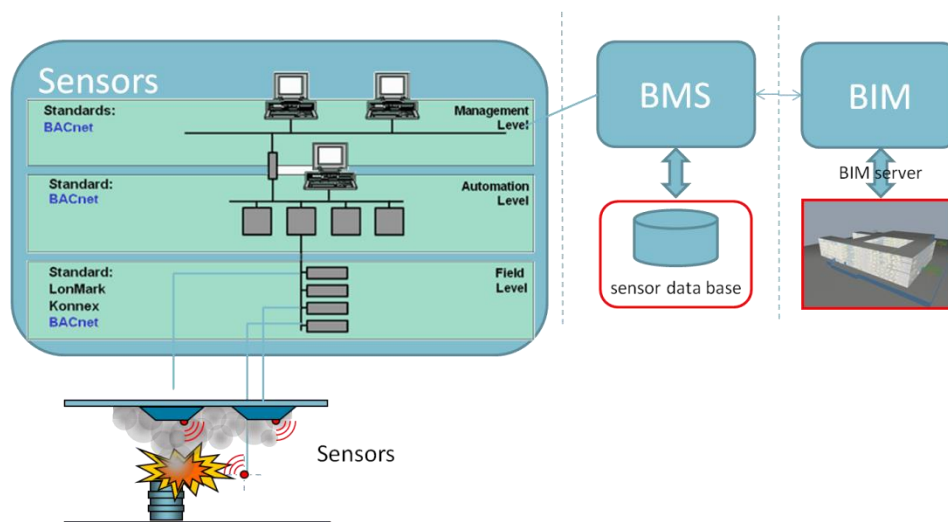 Sensors
Standards:
BACnet
Management
Level
Standard:
BACnet
Automation
Level
Standard:
LonMark
Konnex
BACnet
Field
Level
BMS
BIM
BIM server
sensor data base
Sensors